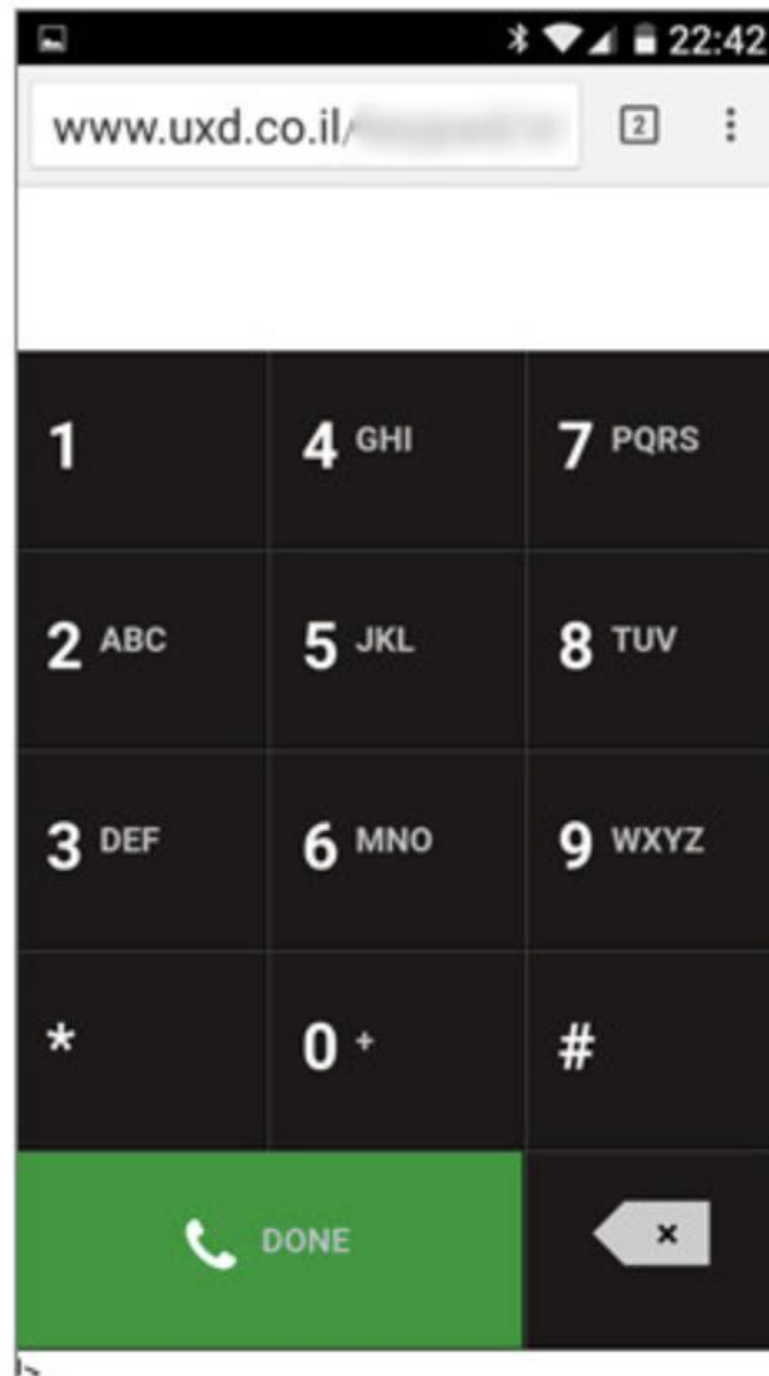 22:42
www.uxd.co.il/
2
1 4 GHI 7 PQRS
2 ABC 5 JKL 8 TUV
3 DEF 6 MNO 9 WXYZ
* 0 + #
DONE ×